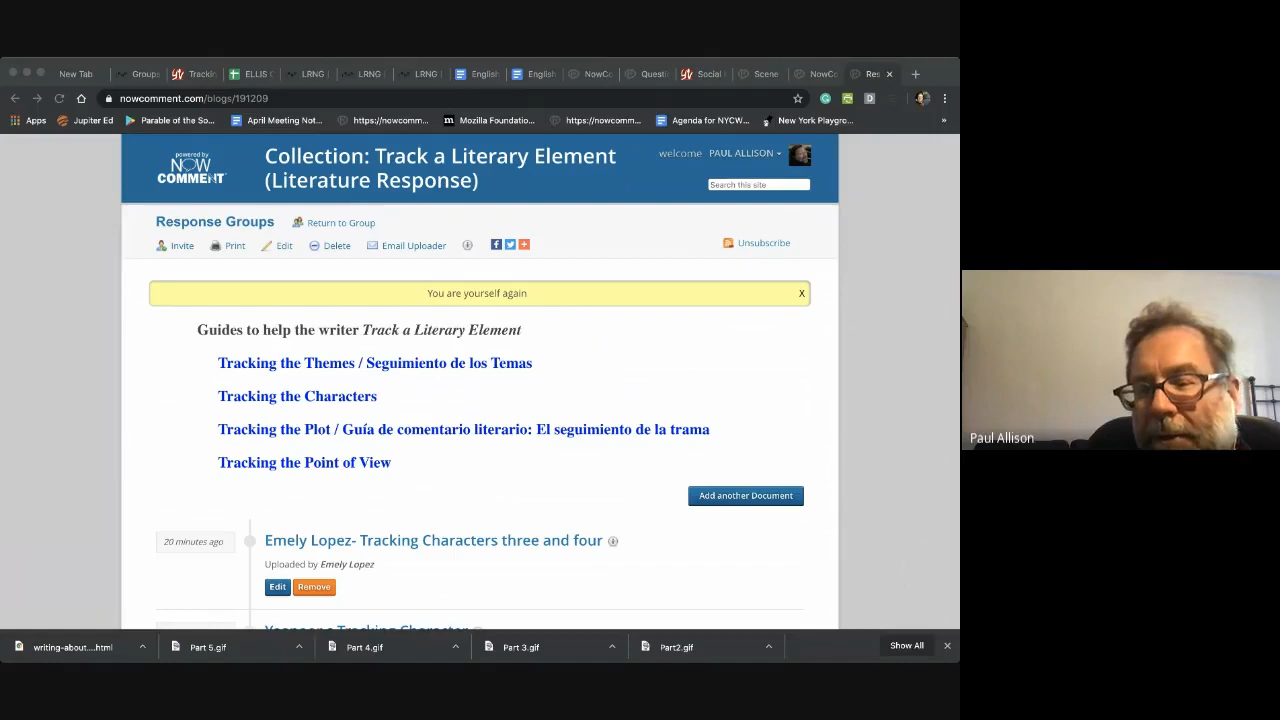 New Tab Groups Trackin ELLIS LRNG LRNG LRNG English English NowCo Questi Social Scene NowCo Res
nowcomment.com/blogs/191209
Apps Jupiter Ed Parable of the So... April Meeting Not... https://nowcomm... Mozilla Foundatio... https://nowcomm... Agenda for NYCW... New York Playgro... »
powered by
NOW
COMMENT
Collection: Track a Literary Element
(Literature Response)
welcome PAUL ALLISON
Search this site
Response Groups Return to Group
Invite Print Edit Delete Email Uploader Unsubscribe
You are yourself again X
Guides to help the writer Track a Literary Element
Tracking the Themes / Seguimiento de los Temas
Tracking the Characters
Tracking the Plot / Guía de comentario literario: El seguimiento de la trama
Tracking the Point of View
Add another Document
20 minutes ago
Emely Lopez- Tracking Characters three and four
Uploaded by Emely Lopez
Edit Remove
writing-about....html Part 5.gif Part 4.gif Part 3.gif Part2.gif Show All
Paul Allison